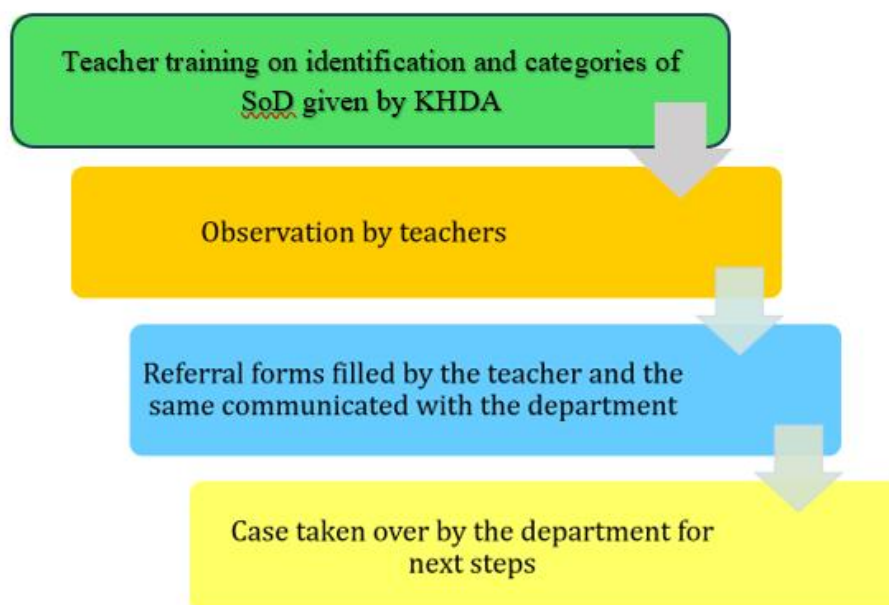 Teacher training on identification and categories of
SoD given by KHDA
Observation by teachers
Referral forms filled by the teacher and the
same communicated with the department
Case taken over by the department for
next steps